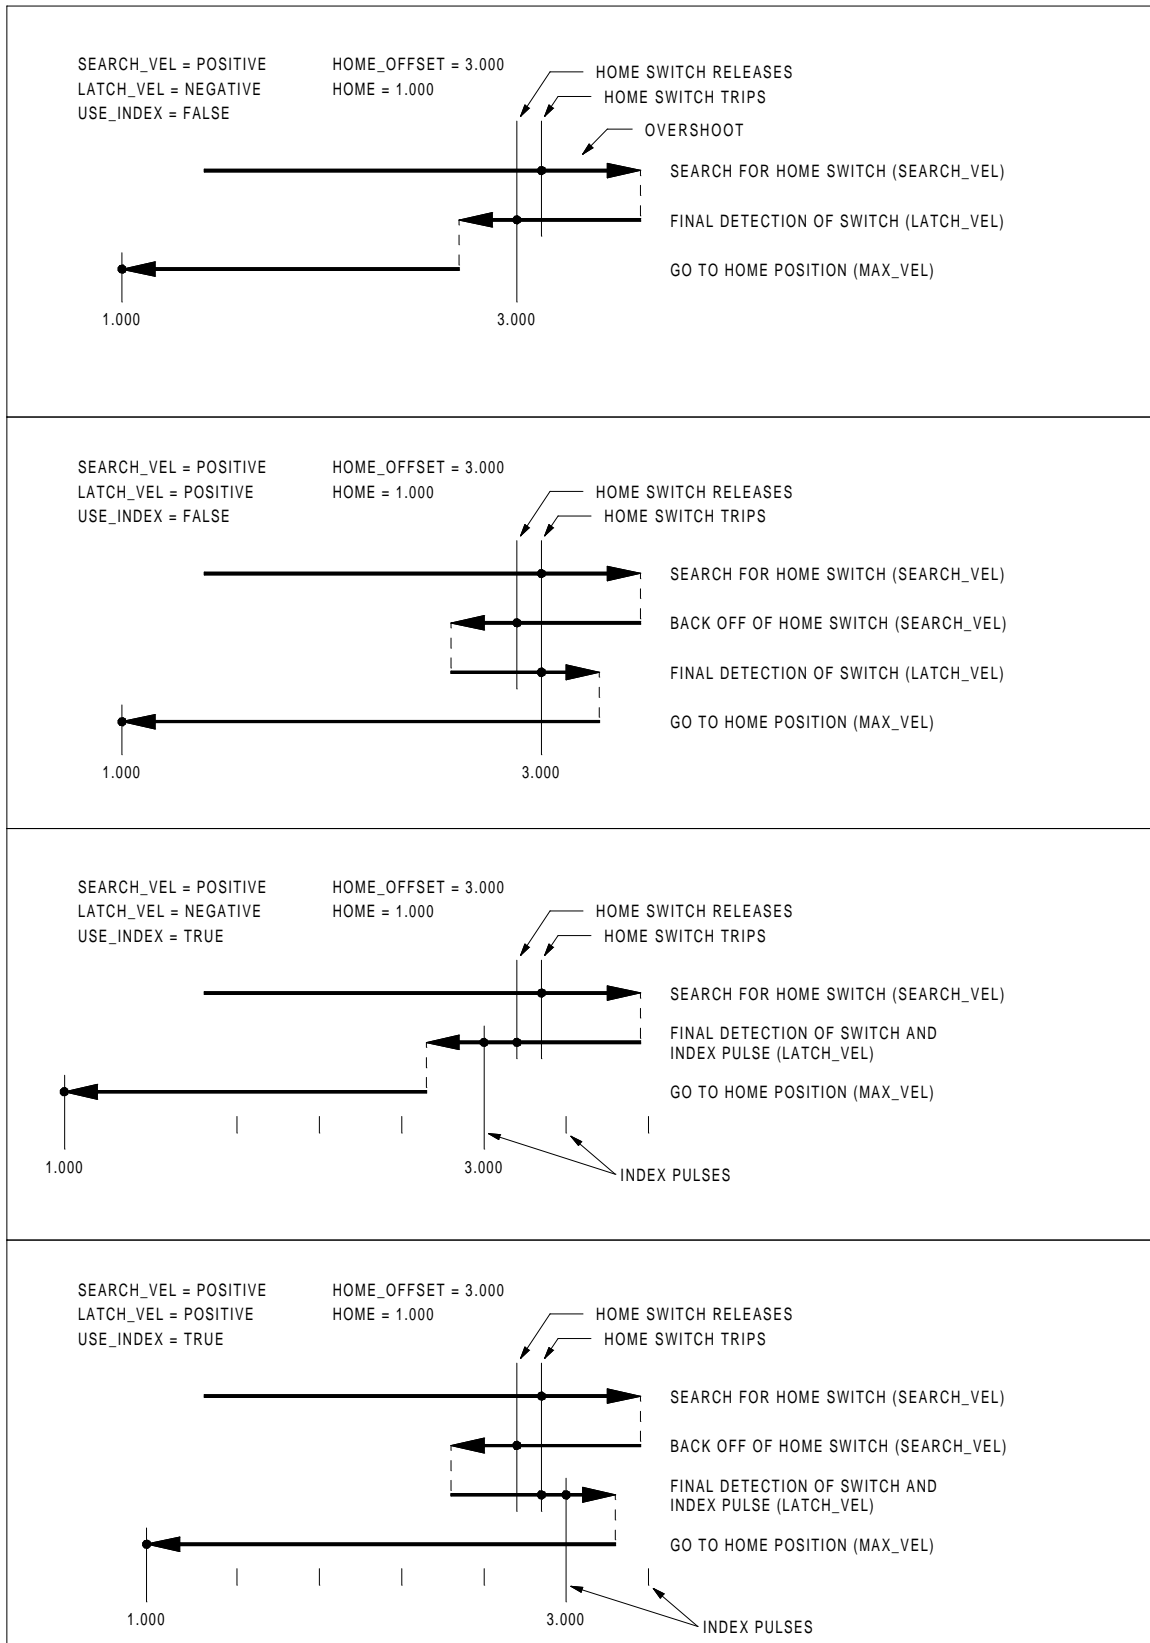 SEARCH_VEL = POSITIVE
HOME_OFFSET = 3.000
HOME SWITCH RELEASES
LATCH_VEL = NEGATIVE
HOME = 1.000
HOME SWITCH TRIPS
USE_INDEX = FALSE
OVERSHOOT
SEARCH FOR HOME SWITCH (SEARCH_VEL)
FINAL DETECTION OF SWITCH (LATCH_VEL)
GO TO HOME POSITION (MAX_VEL)
1.000
3.000
SEARCH_VEL = POSITIVE
HOME_OFFSET = 3.000
LATCH_VEL = POSITIVE
HOME = 1.000
HOME SWITCH RELEASES
USE_INDEX = FALSE
HOME SWITCH TRIPS
SEARCH FOR HOME SWITCH (SEARCH_VEL)
BACK OFF OF HOME SWITCH (SEARCH_VEL)
FINAL DETECTION OF SWITCH (LATCH_VEL)
GO TO HOME POSITION (MAX_VEL)
1.000
3.000
SEARCH_VEL = POSITIVE
HOME_OFFSET = 3.000
LATCH_VEL = NEGATIVE
HOME = 1.000
HOME SWITCH RELEASES
USE_INDEX = TRUE
HOME SWITCH TRIPS
SEARCH FOR HOME SWITCH (SEARCH_VEL)
FINAL DETECTION OF SWITCH AND
INDEX PULSE (LATCH_VEL)
GO TO HOME POSITION (MAX_VEL)
1.000
3.000
INDEX PULSES
SEARCH_VEL = POSITIVE
HOME_OFFSET = 3.000
LATCH_VEL = POSITIVE
HOME = 1.000
HOME SWITCH RELEASES
USE_INDEX = TRUE
HOME SWITCH TRIPS
SEARCH FOR HOME SWITCH (SEARCH_VEL)
BACK OFF OF HOME SWITCH (SEARCH_VEL)
FINAL DETECTION OF SWITCH AND
INDEX PULSE (LATCH_VEL)
GO TO HOME POSITION (MAX_VEL)
1.000
3.000
INDEX PULSES